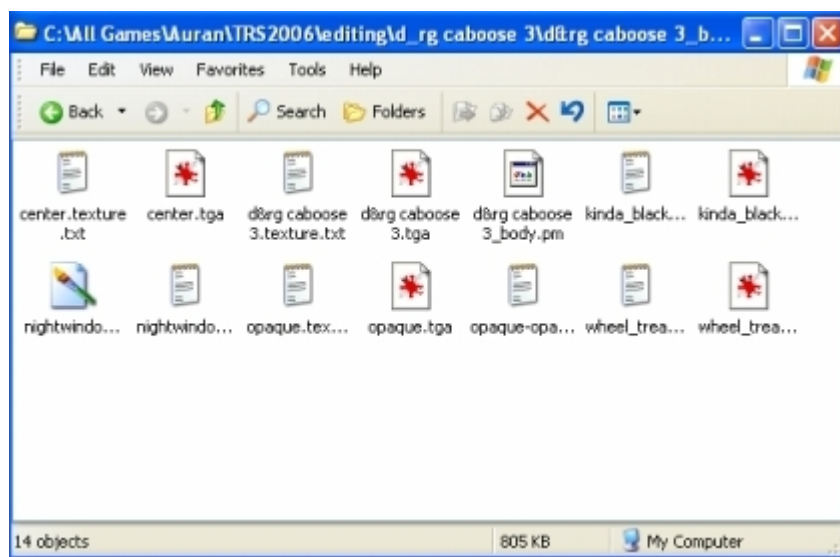 C:\All Games\Auran\TRS2006\editing\d_rg caboose 3\d&rg caboose 3_b...
File Edit View Favorites Tools Help
Back Search Folders
center.texture
.txt
center.tga
d&rg caboose
3.texture.txt
d&rg caboose
3.tga
d&rg caboose
3_body.pm
kinda_black...
kinda_black...
nightwindo...
nightwindo...
opaque.tex...
opaque.tga
opaque-opa...
wheel_trea...
wheel_trea...
14 objects
805 KB
My Computer